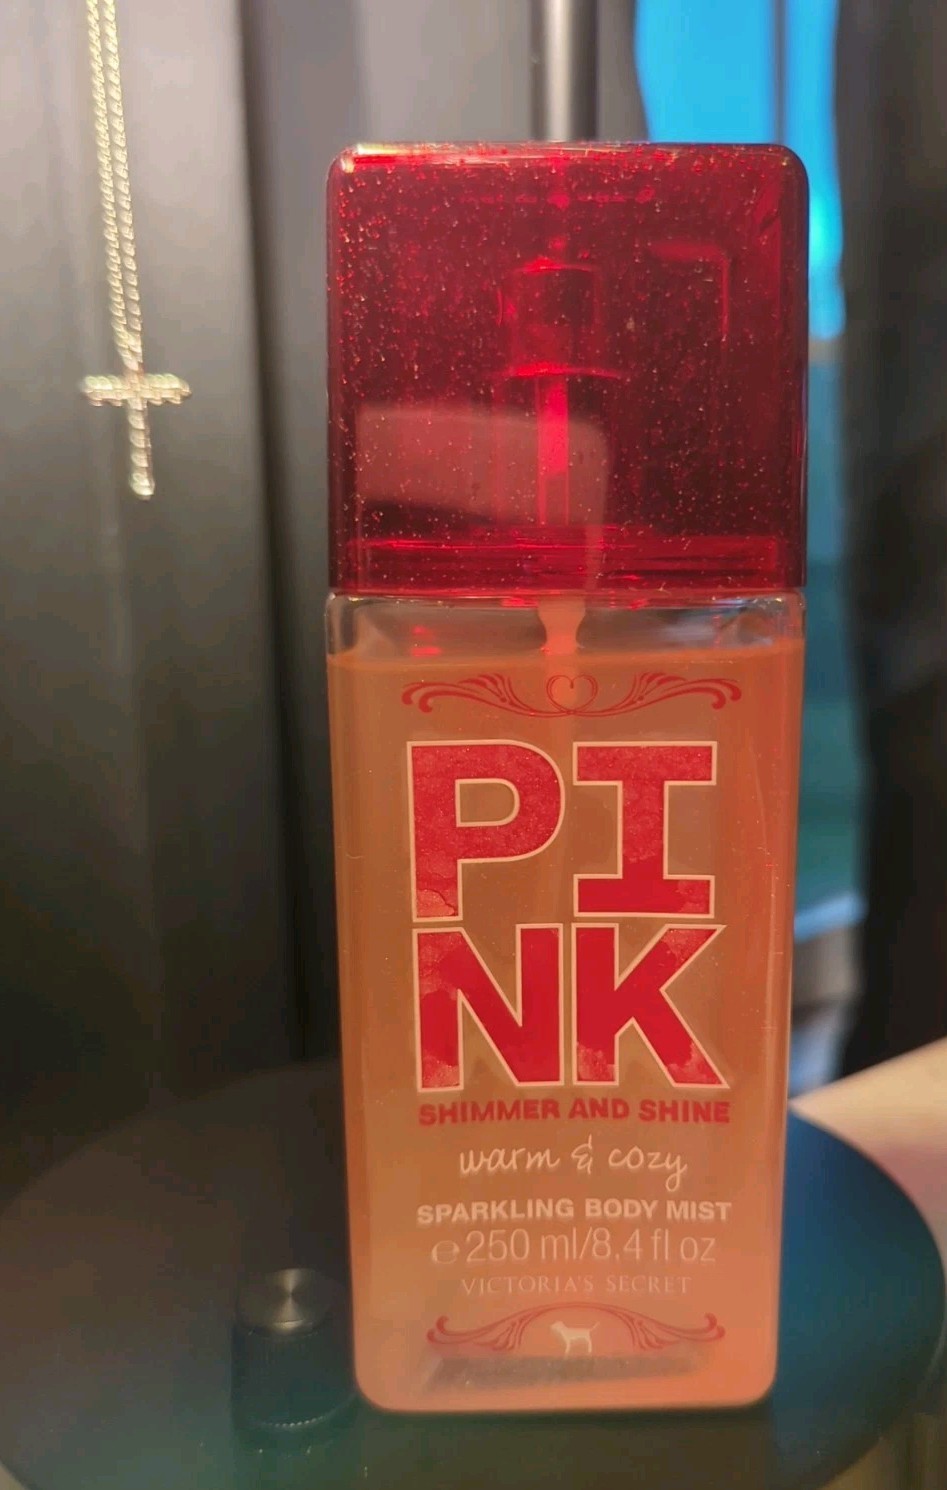 PI
NK
SHIMMER AND SHINE
warm & cozy
SPARKLING BODY MIST
℮250 ml/8,4 fl oz
VICTORIA'S SECRET